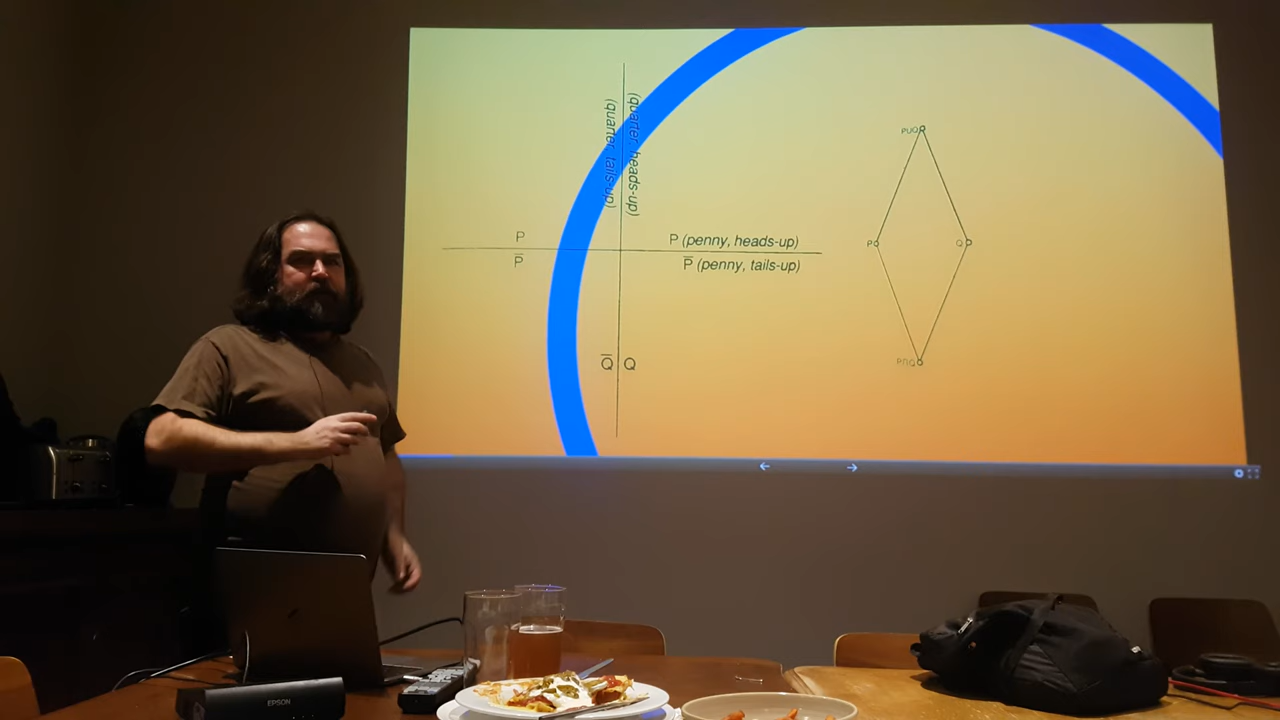 (quarter, heads-up)
(quarter, tails-up)
P
P̅
P (penny, heads-up)
P̅ (penny, tails-up)
Q̅
Q
P∪Q
P
Q
P∩Q
EPSON